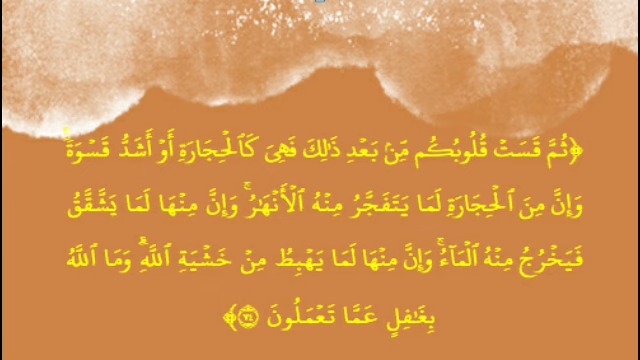 ﴿ثُمَّ قَسَتۡ قُلُوبُكُم مِّنۢ بَعۡدِ ذَٰلِكَ فَهِيَ كَٱلۡحِجَارَةِ أَوۡ أَشَدُّ قَسۡوَةٗۚ
وَإِنَّ مِنَ ٱلۡحِجَارَةِ لَمَا يَتَفَجَّرُ مِنۡهُ ٱلۡأَنۡهَٰرُۚ وَإِنَّ مِنۡهَا لَمَا يَشَّقَّقُ
فَيَخۡرُجُ مِنۡهُ ٱلۡمَآءُۚ وَإِنَّ مِنۡهَا لَمَا يَهۡبِطُ مِنۡ خَشۡيَةِ ٱللَّهِۗ وَمَا ٱللَّهُ
بِغَٰفِلٍ عَمَّا تَعۡمَلُونَ ٧٤﴾